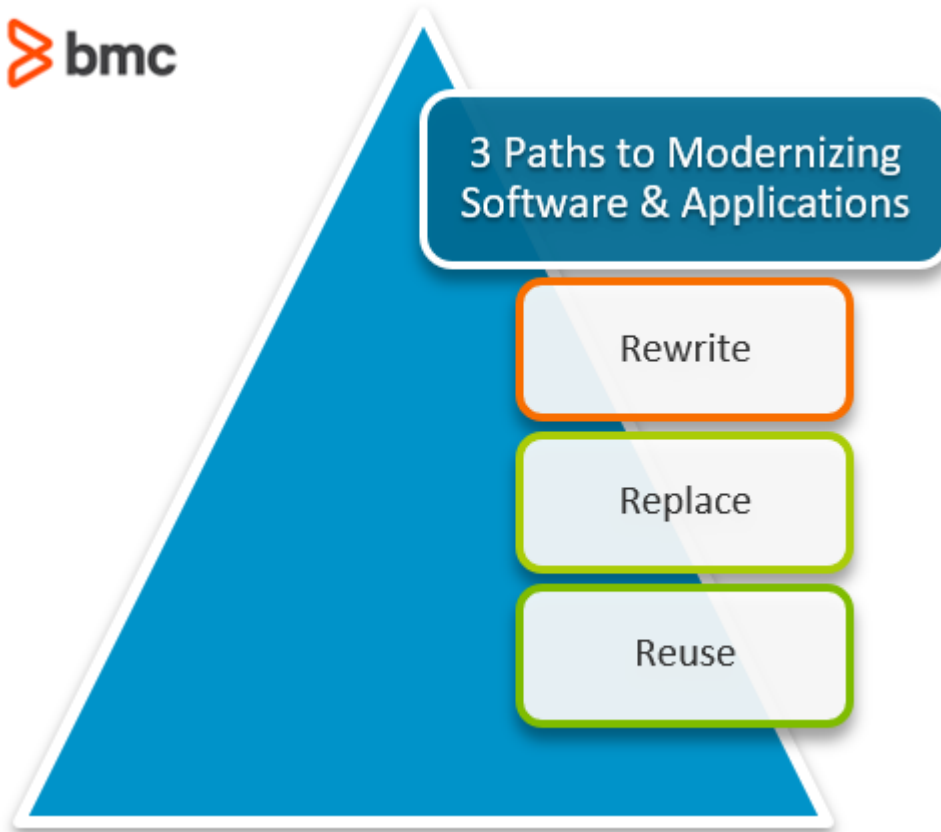 bmc
3 Paths to Modernizing
Software & Applications
Rewrite
Replace
Reuse